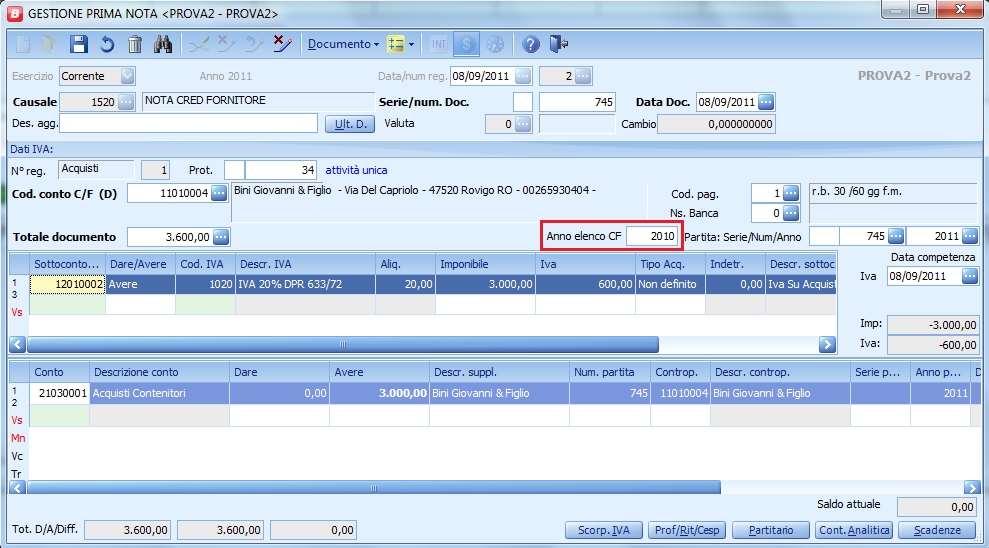 B GESTIONE PRIMA NOTA <PROVA2 - PROVA2>
Documento INT $ ?
Esercizio Corrente Anno 2011 Data/num reg. 08/09/2011 2 PROVA2 - Prova2
Causale 1520 NOTA CRED FORNITORE Serie/num. Doc. 745 Data Doc. 08/09/2011
Des. agg. Ult. D. Valuta 0 Cambio 0,000000000
Dati IVA:
N° reg. Acquisti 1 Prot. 34 attività unica
Cod. conto C/F (D) 11010004 Bini Giovanni & Figlio - Via Del Capriolo - 47520 Rovigo RO - 00265930404 - Cod. pag. 1 r.b. 30 /60 gg f.m.
Ns. Banca 0
Totale documento 3.600,00 Anno elenco CF 2010 Partita: Serie/Num/Anno 745 2011
Sottoconto... Dare/Avere Cod. IVA Descr. IVA Aliq. Imponibile Iva Tipo Acq. Indetr. Descr. sottoc Data competenza
1 12010002 Avere 1020 IVA 20% DPR 633/72 20,00 3.000,00 600,00 Non definito 0,00 Iva Su Acquist Iva 08/09/2011
3
Vs
Imp: -3.000,00
Iva: -600,00
Conto Descrizione conto Dare Avere Descr. suppl. Num. partita Controp. Descr. controp. Serie p... Anno p... D
1 21030001 Acquisti Contenitori 0,00 3.000,00 Bini Giovanni & Figlio 745 11010004 Bini Giovanni & Figlio 2011
2
Vs
Mn
Vc
Tr
Saldo attuale 0,00
Tot. D/A/Diff. 3.600,00 3.600,00 0,00 Scorp. IVA Prof/Rit/Cesp Partitario Cont. Analitica Scadenze